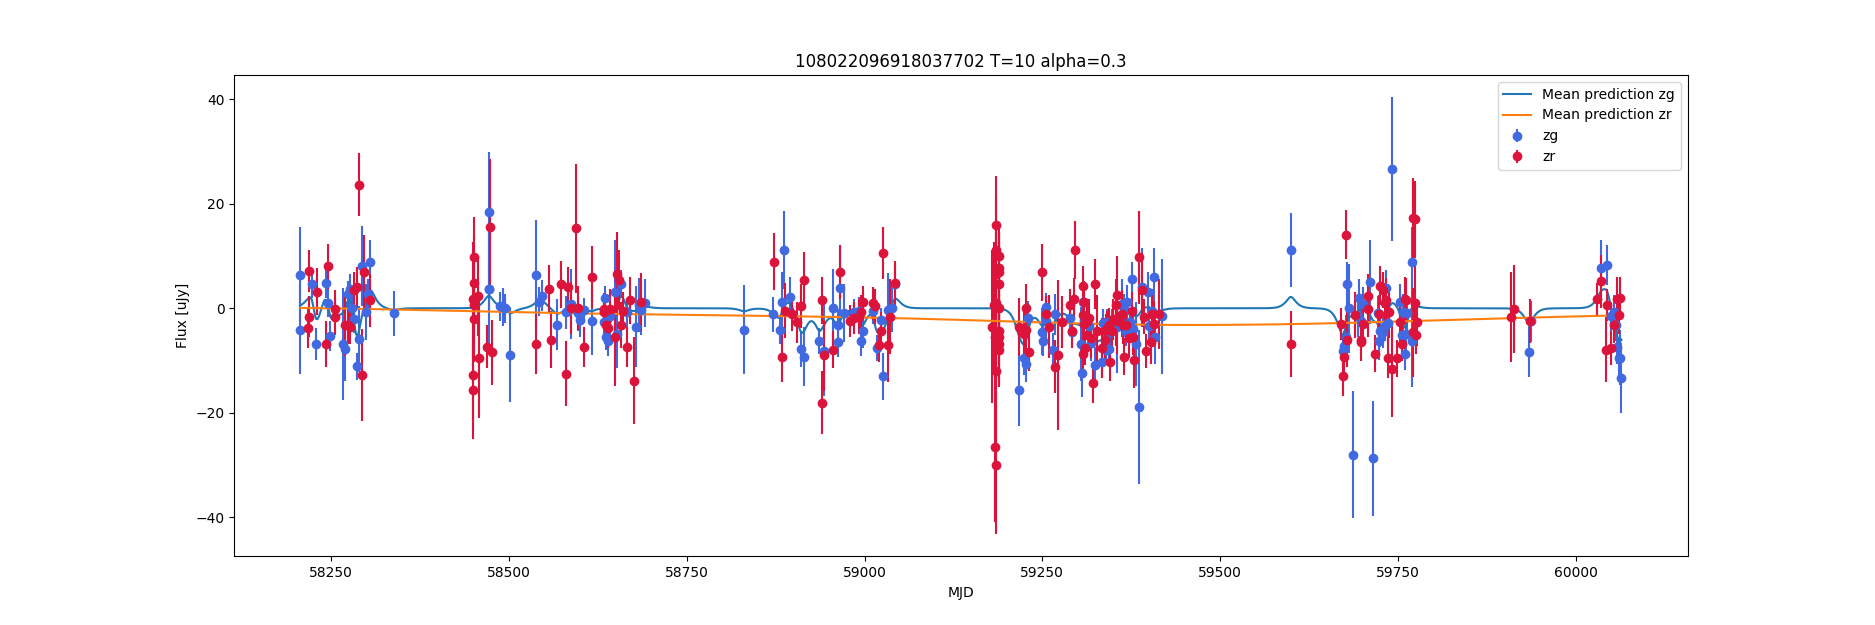 108022096918037702 T=10 alpha=0.3
Mean prediction zg
Mean prediction zr
zg
zr
Flux [uJy]
40
20
0
−20
−40
58250 58500 58750 59000 59250 59500 59750 60000
MJD